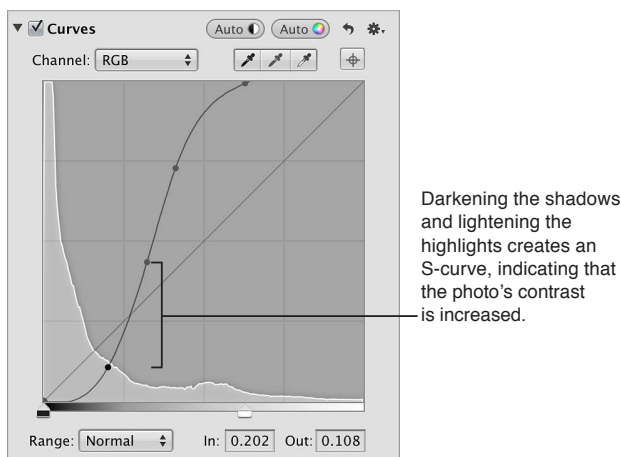 Curves
Auto
Auto
Channel: RGB
Darkening the shadows
and lightening the
highlights creates an
S-curve, indicating that
the photo's contrast
is increased.
Range: Normal In: 0.202 Out: 0.108